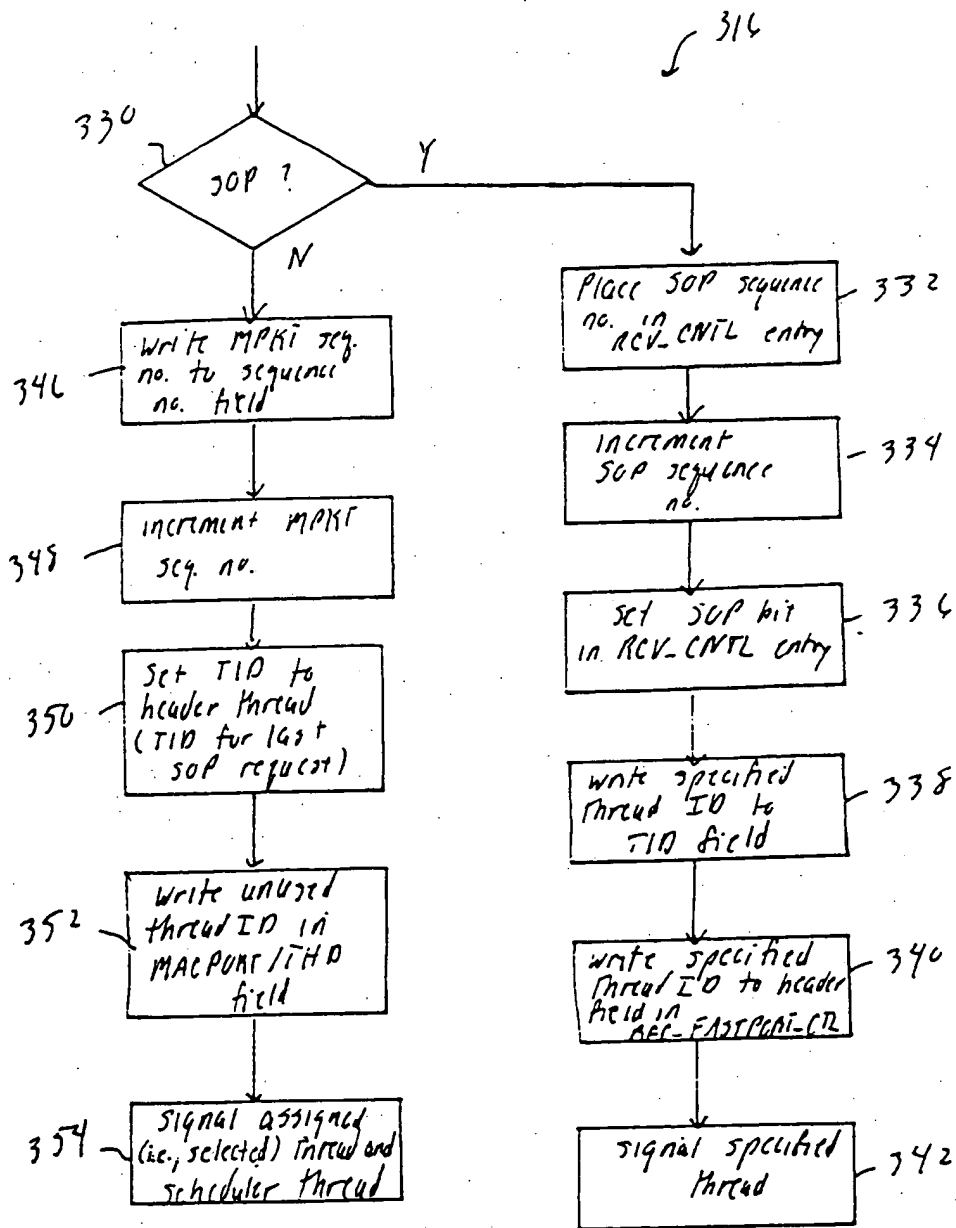 316
330
SOP ?
Y
N
Place SOP sequence
no. in
RCV_CNTL entry
332
346
Write MPKT seq.
no. to sequence
no. field
increment
SOP sequence
no.
334
348
increment MPKT
seq. no.
set SOP bit
in RCV_CNTL entry
336
350
Set TID to
header thread
(TID for last
SOP request)
write specified
thread ID to
TID field
338
352
write unused
thread ID in
MACPORT/THD
field
write specified
thread ID to header
field in
REC_FASTPORT_CTL
340
354
signal assigned
(i.e., selected) thread and
scheduler thread
signal specified
thread
342